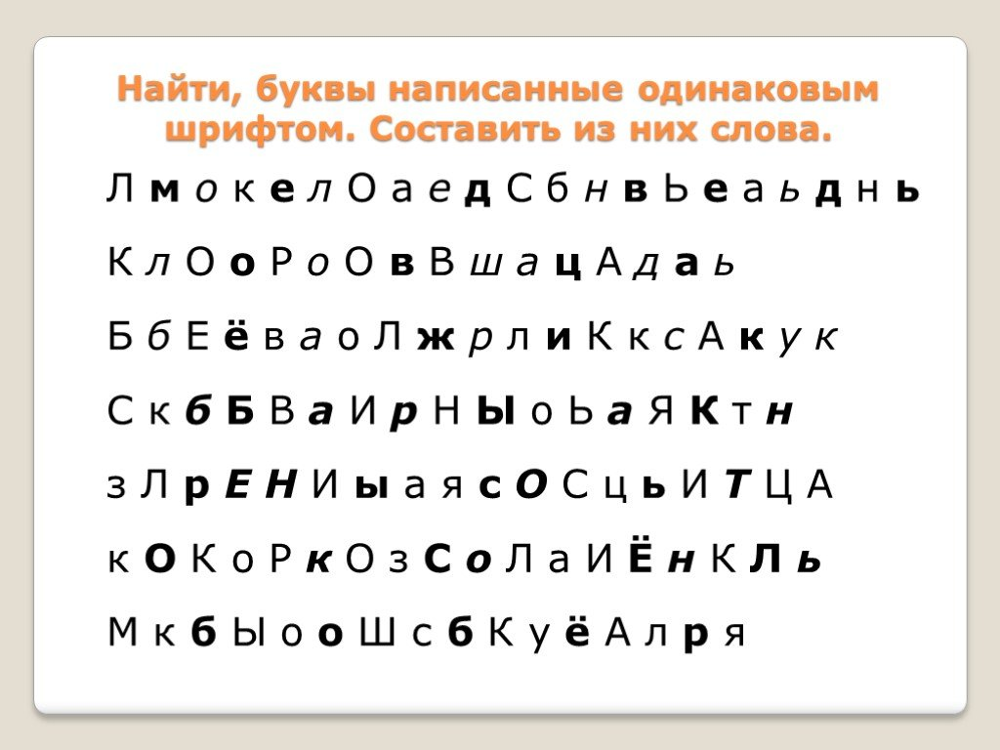 Найти, буквы написанные одинаковым
шрифтом. Составить из них слова.
Л м о к е л О а е д С б н в Ь е а ь д н ь
К л О о Р о О в В ш а ц А д а ь
Б б Е ё в а о Л ж р л и К к с А к у к
С к б Б В а И р Н Ы о Ь а Я К т н
з Л р Е Н И ы а я с О С ц ь И Т Ц А
к О К о Р к О з С о Л а И Ё н К Л ь
М к б Ы о о Ш с б К у ё А л р я